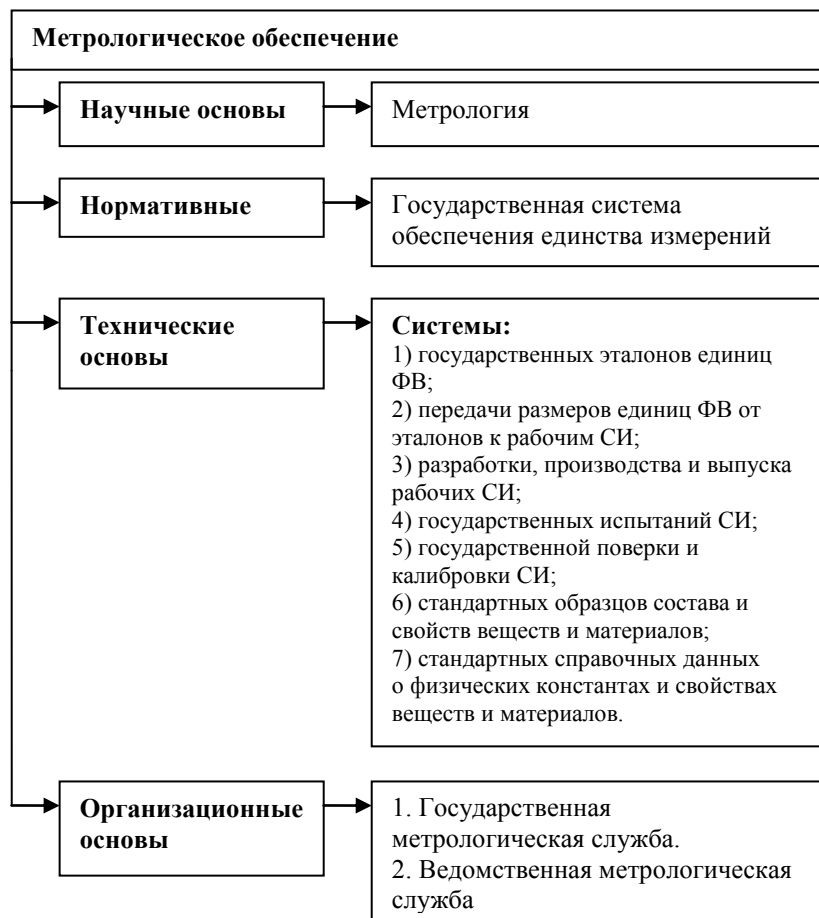 Метрологическое обеспечение
Научные основы
Метрология
Нормативные
Государственная система
обеспечения единства измерений
Технические
основы
Системы:
1) государственных эталонов единиц
ФВ;
2) передачи размеров единиц ФВ от
эталонов к рабочим СИ;
3) разработки, производства и выпуска
рабочих СИ;
4) государственных испытаний СИ;
5) государственной поверки и
калибровки СИ;
6) стандартных образцов состава и
свойств веществ и материалов;
7) стандартных справочных данных
о физических константах и свойствах
веществ и материалов.
Организационные
основы
1. Государственная
метрологическая служба.
2. Ведомственная метрологическая
служба